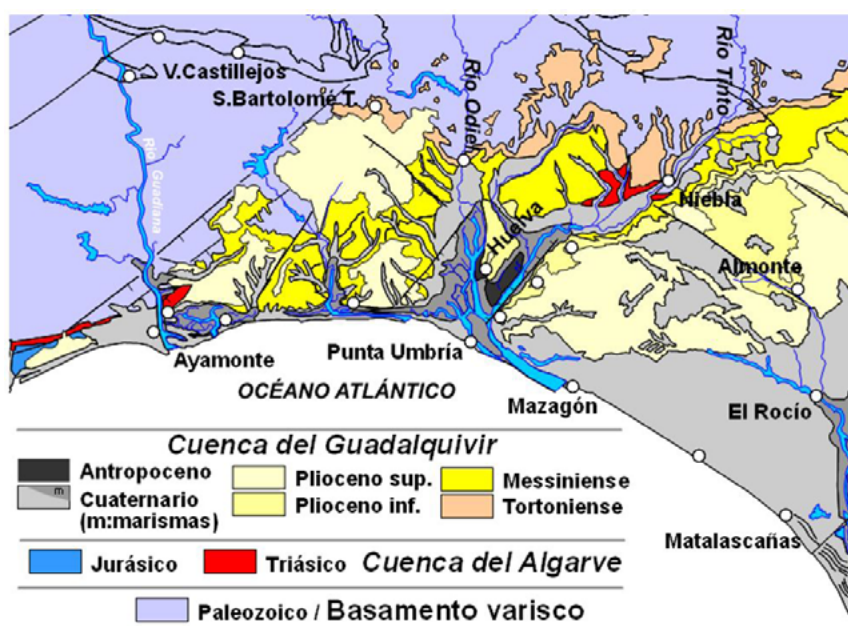 V.Castillejos
S.Bartolomé T.
Río Odiel
Río Tinto
Río Guadiana
Niebla
Huelva
Almonte
Ayamonte
Punta Umbría
OCÉANO ATLÁNTICO
Mazagón
El Rocío
Matalascañas
Cuenca del Guadalquivir
Antropoceno
Plioceno sup.
Messiniense
m
Cuaternario
(m:marismas)
Plioceno inf.
Tortoniense
Jurásico
Triásico
Cuenca del Algarve
Paleozoico / Basamento varisco